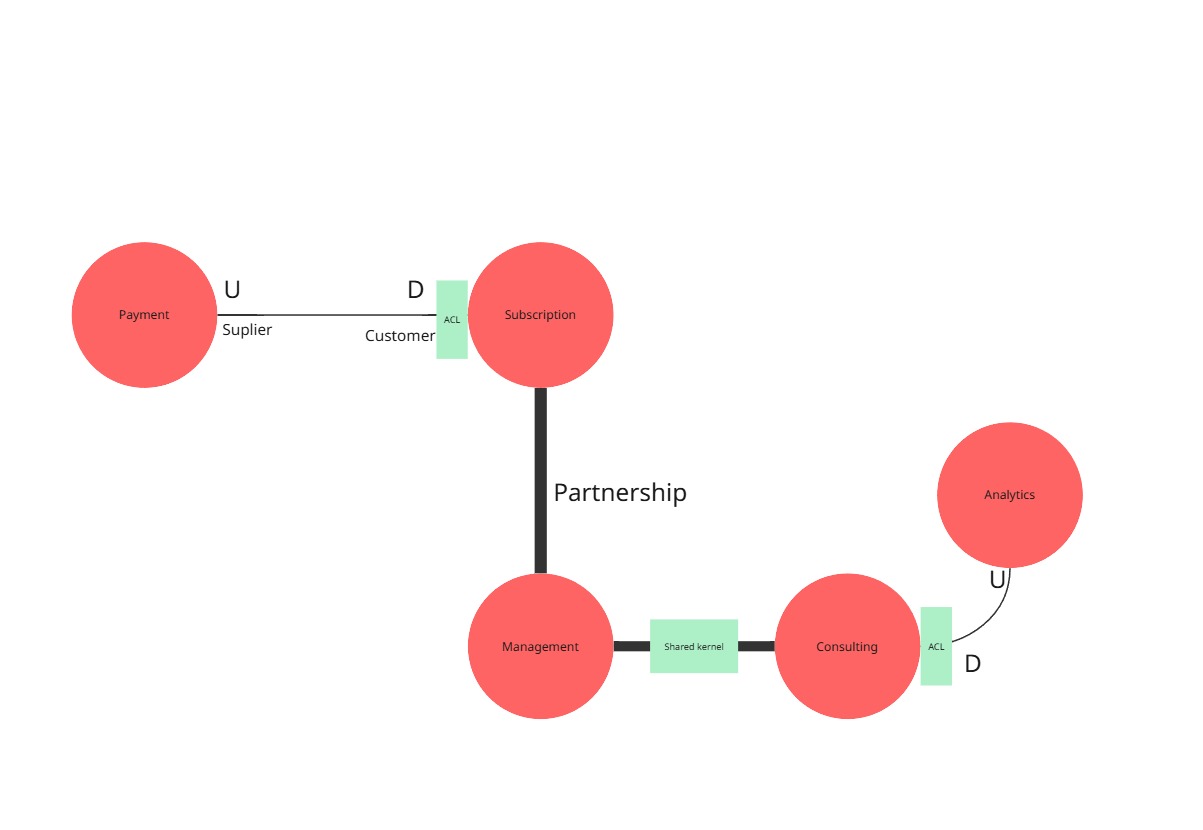 U
D
Payment
ACL
Subscription
Suplier
Customer
Partnership
Analytics
U
Management
Shared kernel
Consulting
ACL
D